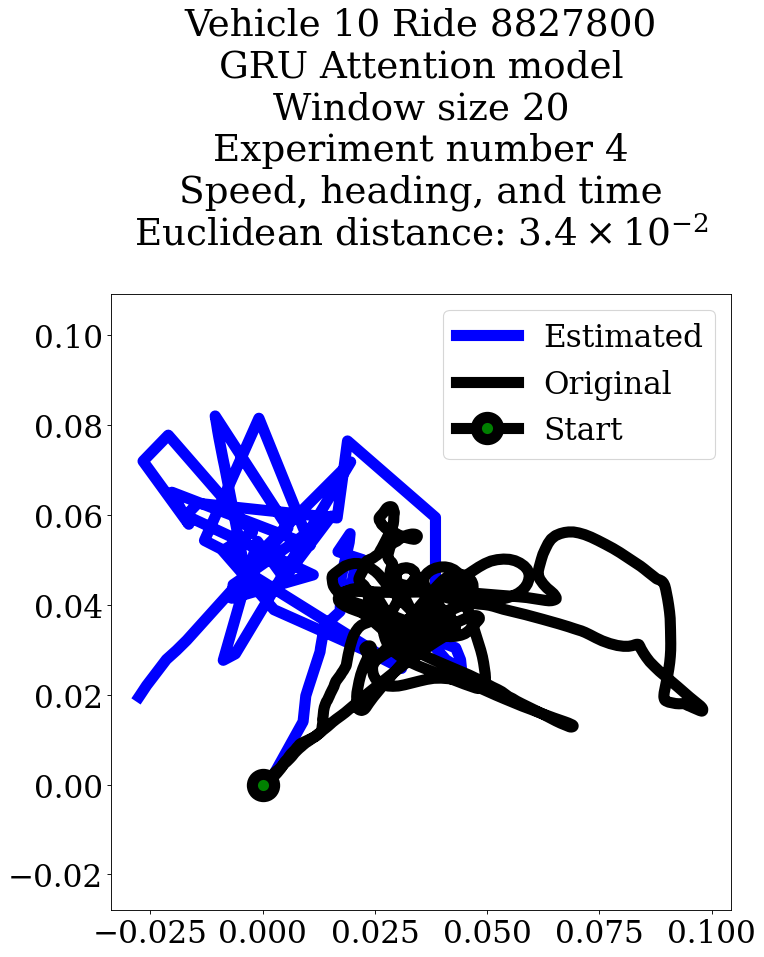 Vehicle 10 Ride 8827800
GRU Attention model
Window size 20
Experiment number 4
Speed, heading, and time
Euclidean distance: 3.4 × 10⁻²
Estimated
Original
Start
0.10
0.08
0.06
0.04
0.02
0.00
−0.02
−0.025 0.000 0.025 0.050 0.075 0.100